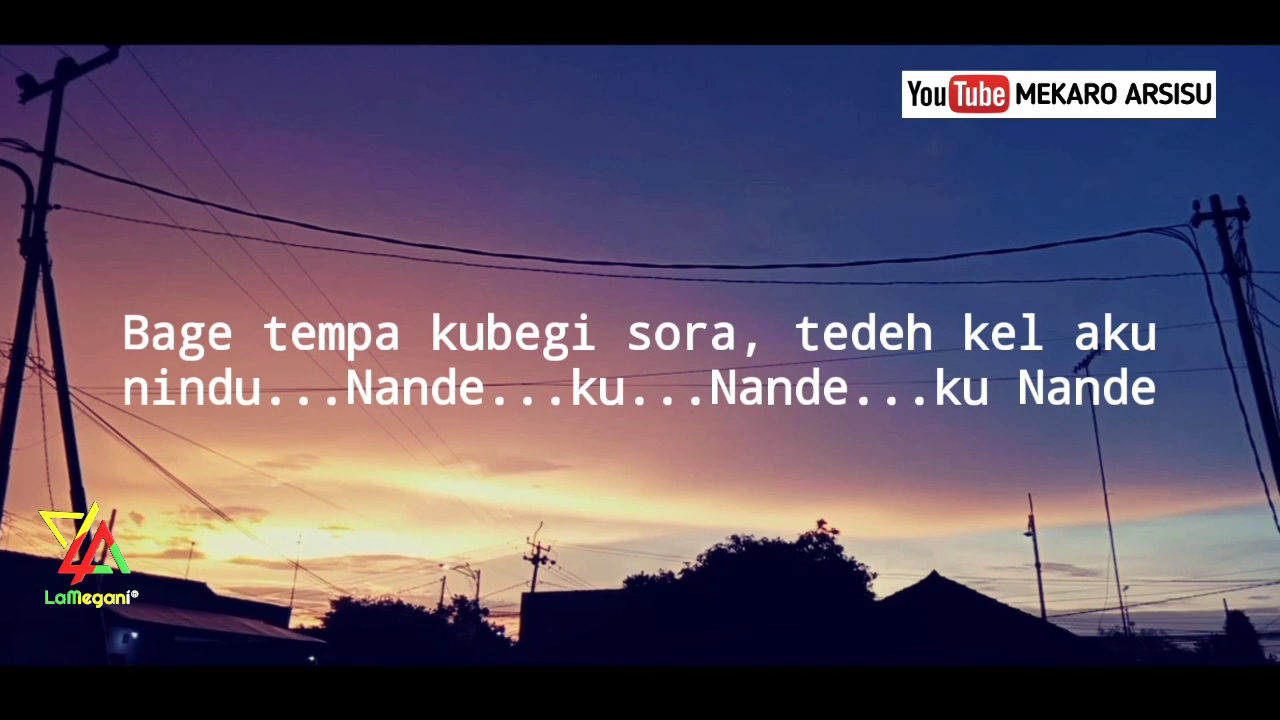 YouTube MEKARO ARSISU
Bage tempa kubegi sora, tedeh kel aku
nindu...Nande...ku...Nande...ku Nande
LaMegani®